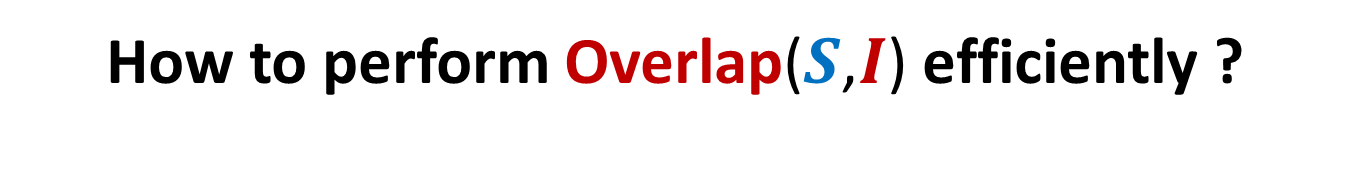 How to perform Overlap(S,I) efficiently ?